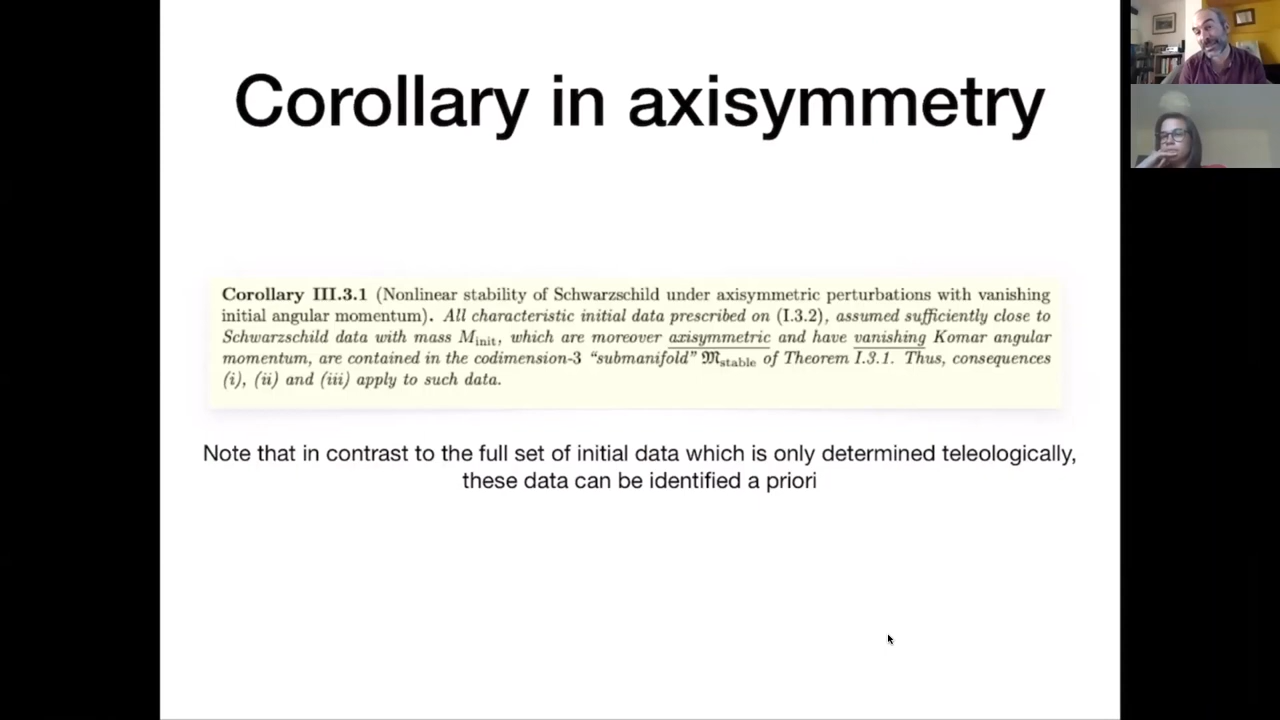 Corollary in axisymmetry
Corollary III.3.1 (Nonlinear stability of Schwarzschild under axisymmetric perturbations with vanishing
initial angular momentum). All characteristic initial data prescribed on (I.3.2), assumed sufficiently close to
Schwarzschild data with mass M_init, which are moreover axisymmetric and have vanishing Komar angular
momentum, are contained in the codimension-3 “submanifold” 𝔐_stable of Theorem I.3.1. Thus, consequences
(i), (ii) and (iii) apply to such data.
Note that in contrast to the full set of initial data which is only determined teleologically,
these data can be identified a priori